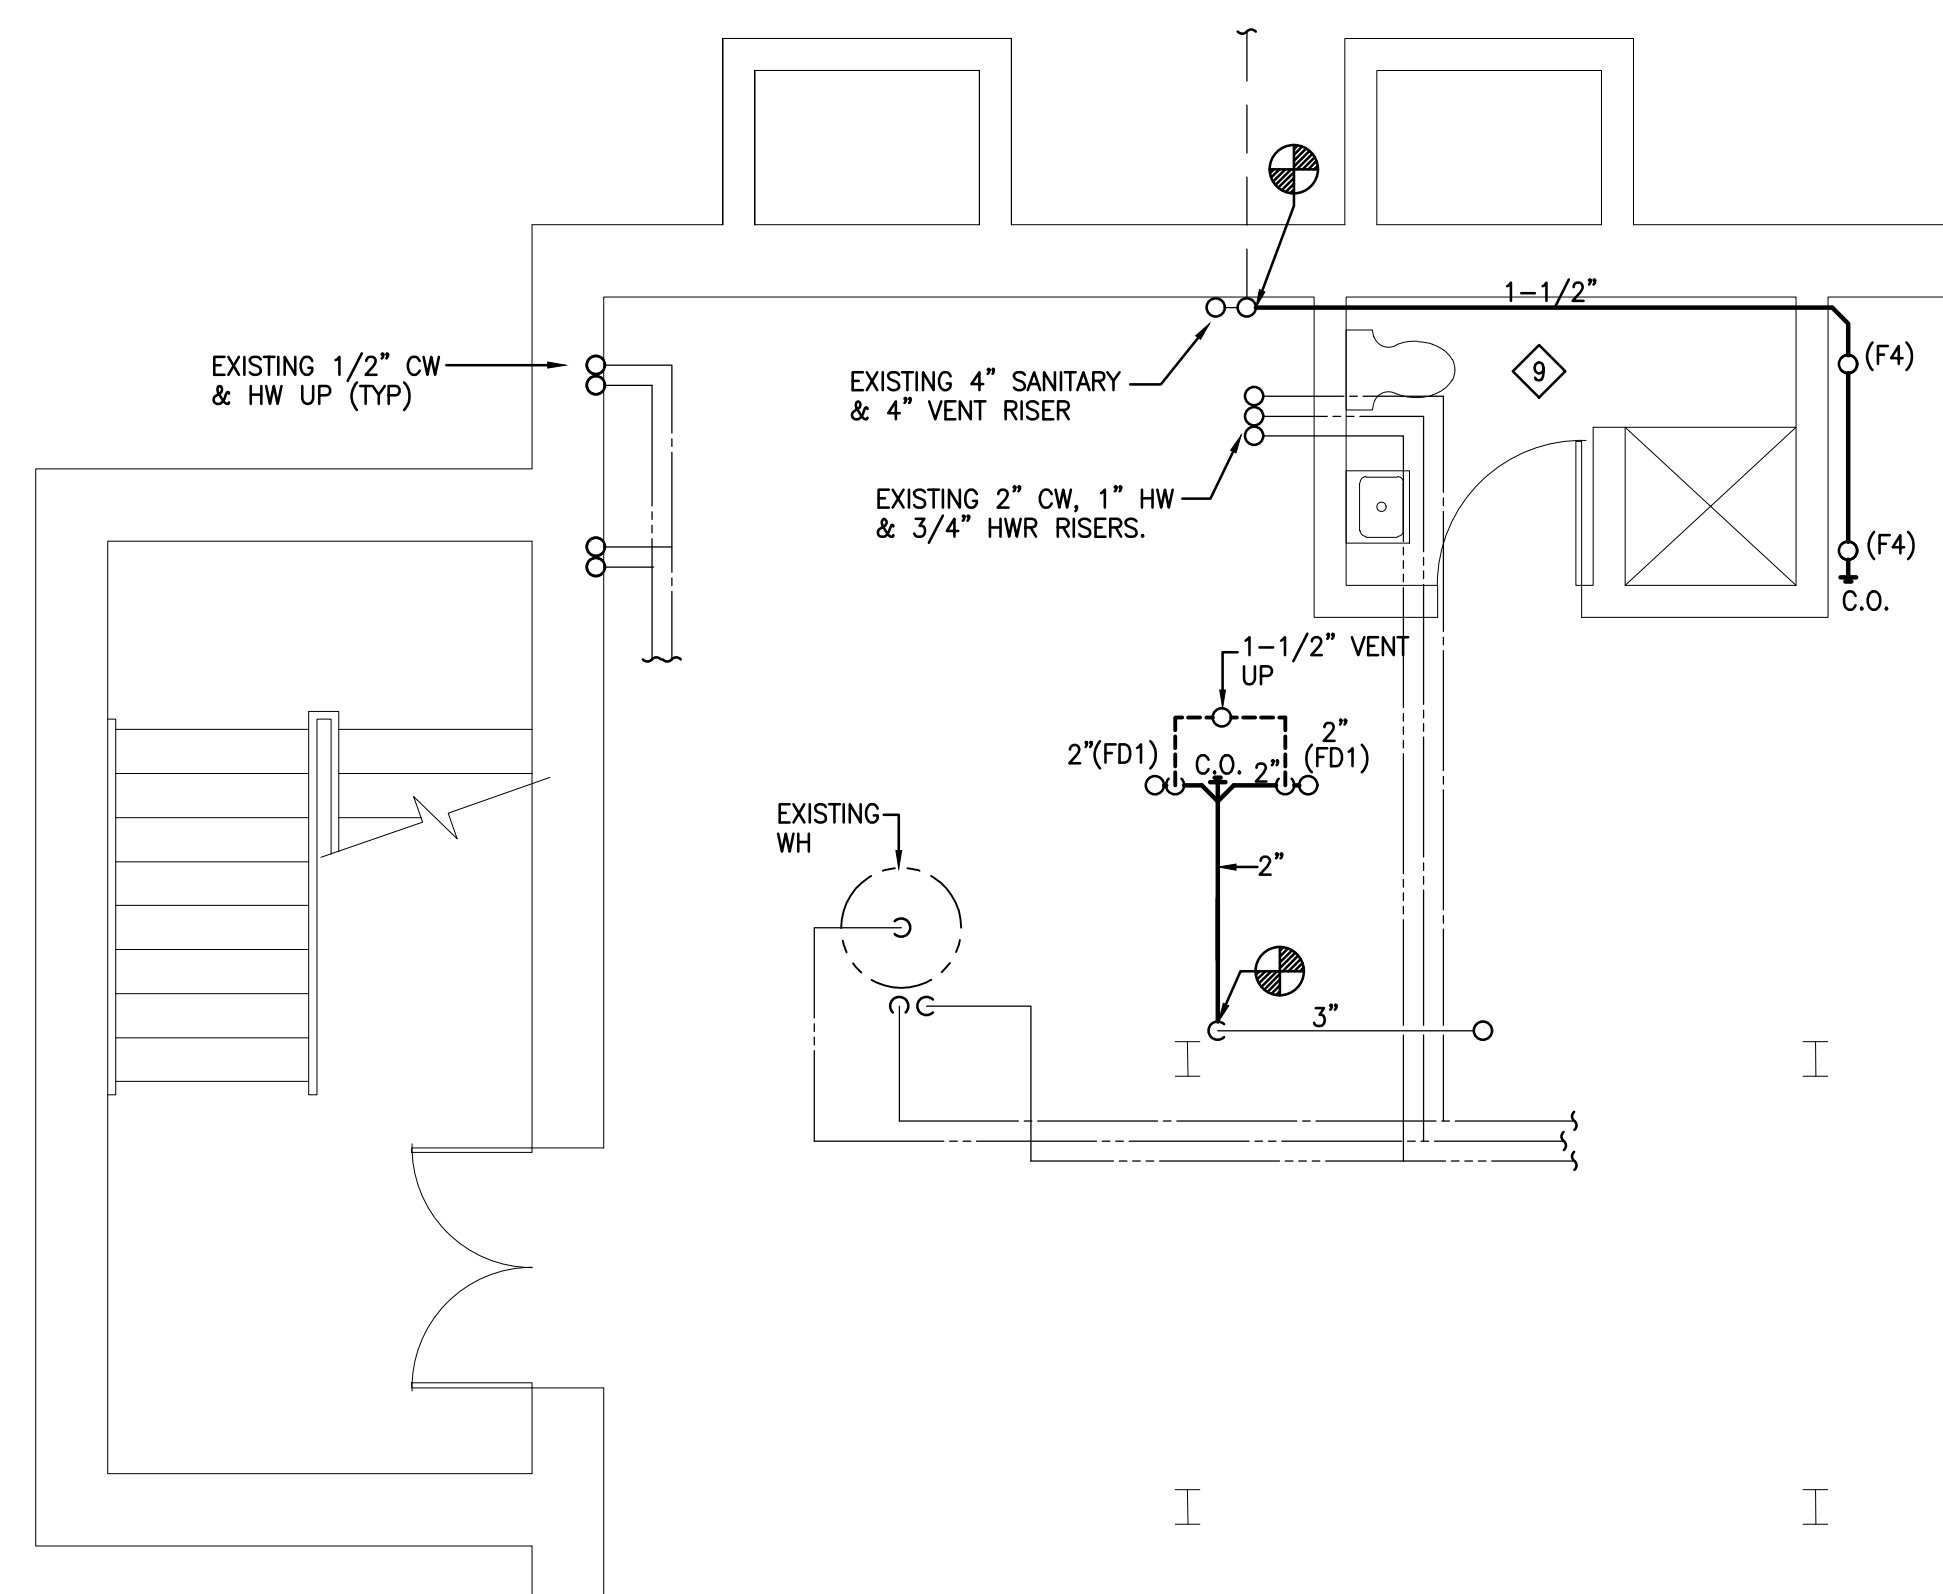 1-1/2"
(F4)
9
EXISTING 1/2" CW
& HW UP (TYP)
EXISTING 4" SANITARY
& 4" VENT RISER
EXISTING 2" CW, 1" HW
& 3/4" HWR RISERS.
(F4)
C.O.
1-1/2" VENT
UP
2"(FD1)
C.O.
2"
2"
(FD1)
EXISTING
WH
2"
3"